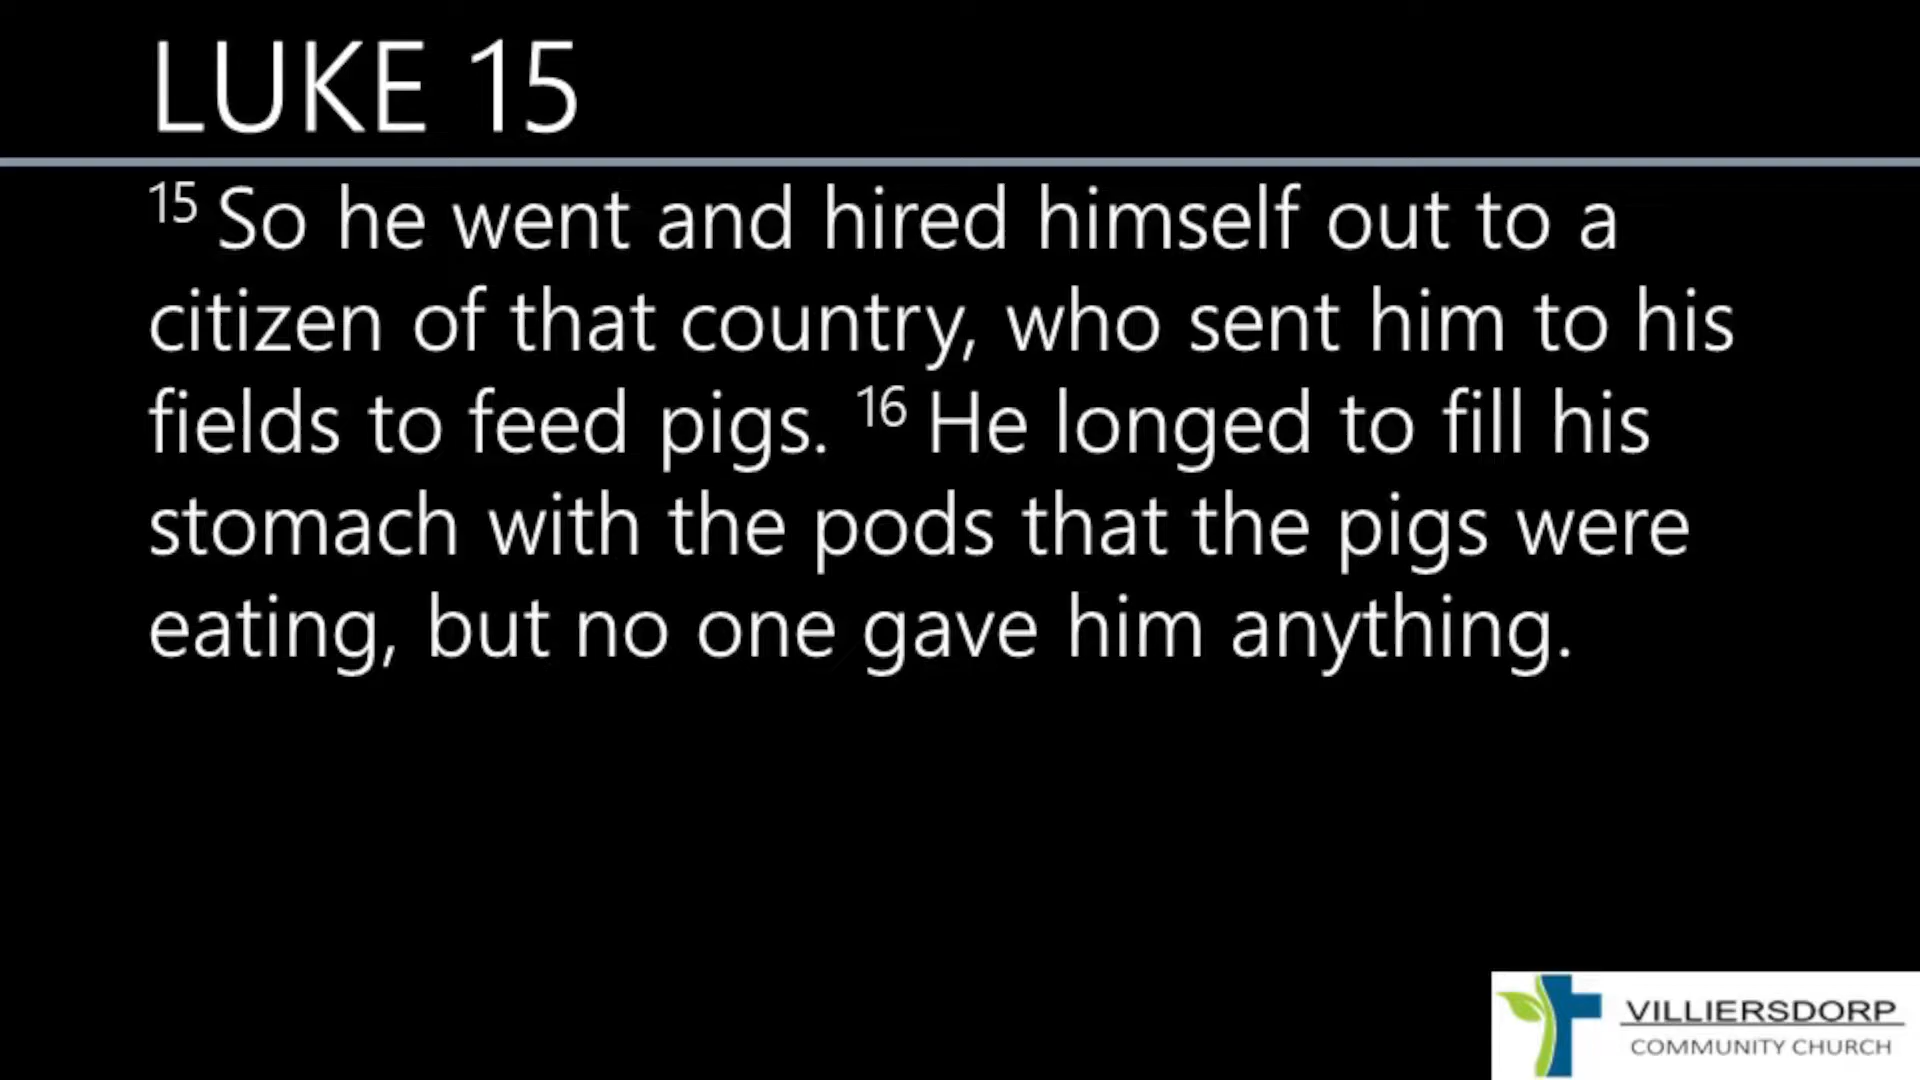 LUKE 15
15 So he went and hired himself out to a
citizen of that country, who sent him to his
fields to feed pigs. 16 He longed to fill his
stomach with the pods that the pigs were
eating, but no one gave him anything.
VILLIERSDORP
COMMUNITY CHURCH